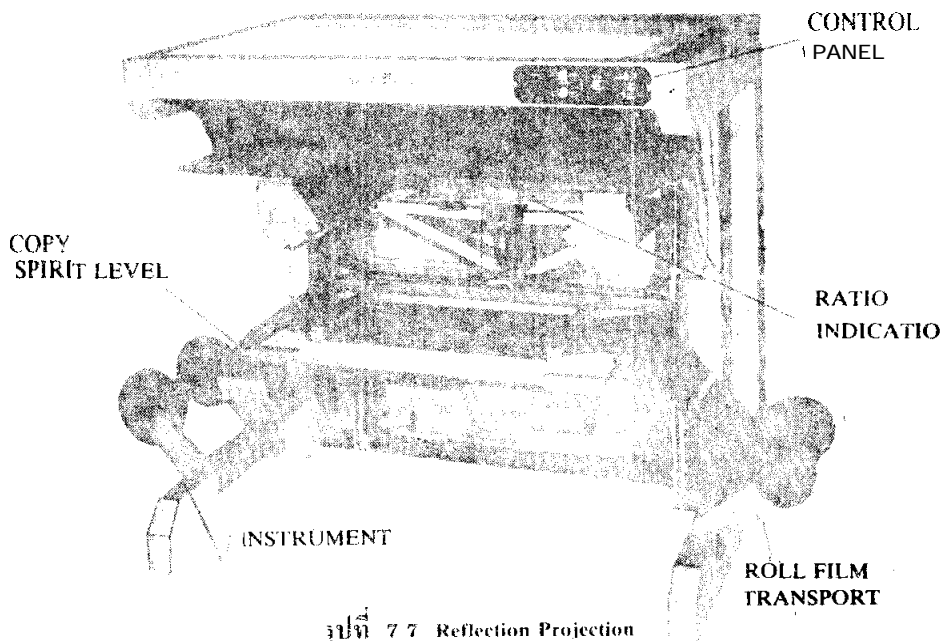 CONTROL
PANEL
COPY
SPIRIT LEVEL
RATIO
INDICATIO
INSTRUMENT
ROLL FILM
TRANSPORT
รูปที่ 7 7 Reflection Projection